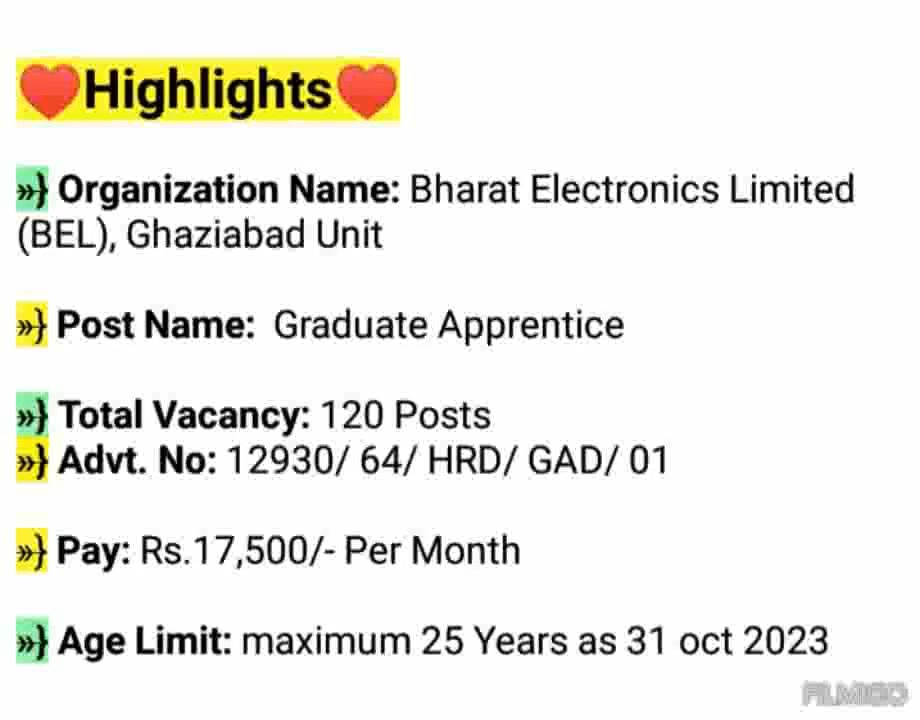 ❤️Highlights❤️
»} Organization Name: Bharat Electronics Limited
(BEL), Ghaziabad Unit
»} Post Name: Graduate Apprentice
»} Total Vacancy: 120 Posts
»} Advt. No: 12930/ 64/ HRD/ GAD/ 01
»} Pay: Rs.17,500/- Per Month
»} Age Limit: maximum 25 Years as 31 oct 2023
FILMIGO